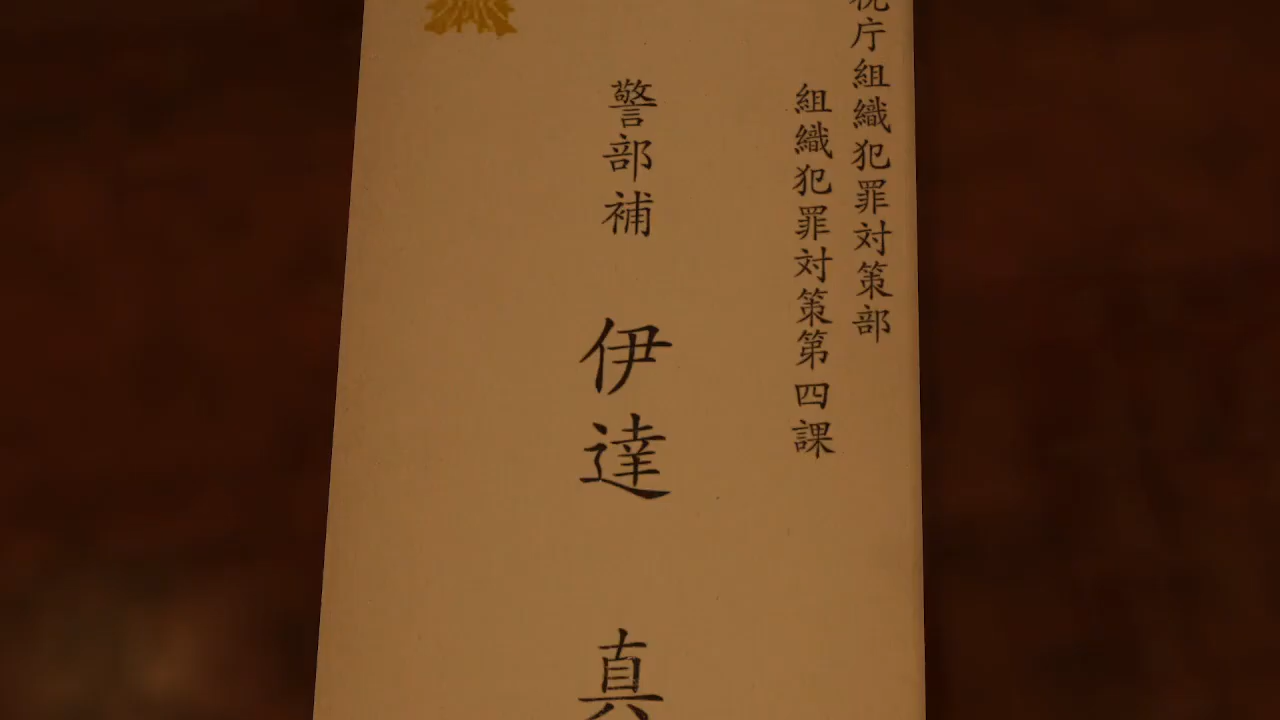 視庁組織犯罪対策部
組織犯罪対策第四課
警部補
伊達 真